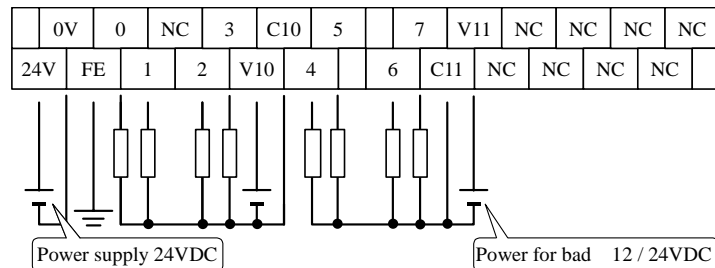 0V 0 NC 3 C10 5 7 V11 NC NC NC NC
24V FE 1 2 V10 4 6 C11 NC NC NC NC
Power supply 24VDC
Power for bad 12 / 24VDC